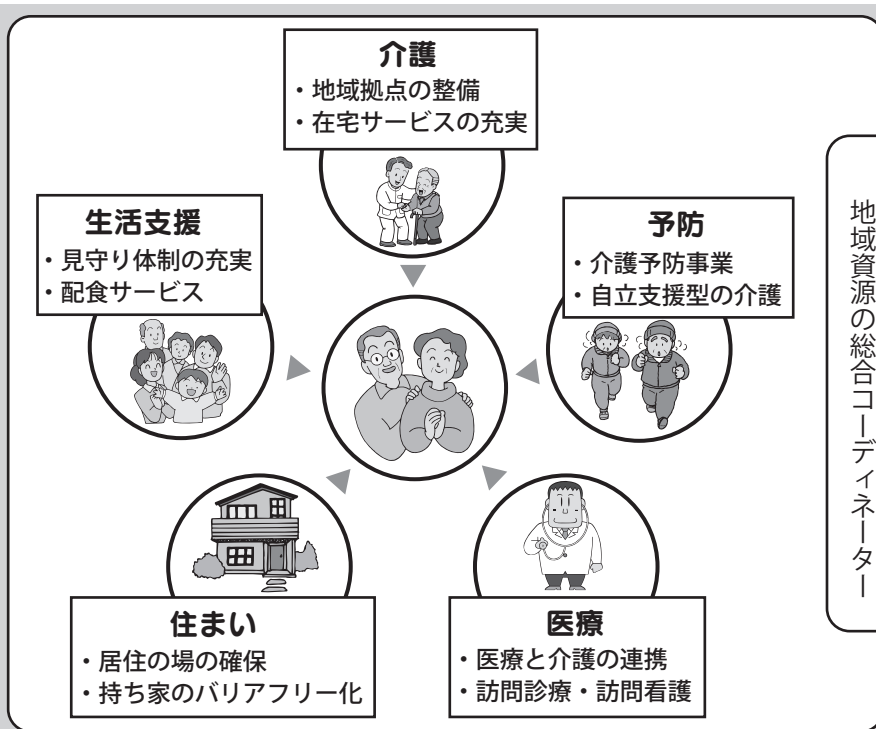 介護
・地域拠点の整備
・在宅サービスの充実
生活支援
・見守り体制の充実
・配食サービス
予防
・介護予防事業
・自立支援型の介護
住まい
・居住の場の確保
・持ち家のバリアフリー化
医療
・医療と介護の連携
・訪問診療・訪問看護
地域資源の総合コーディネーター